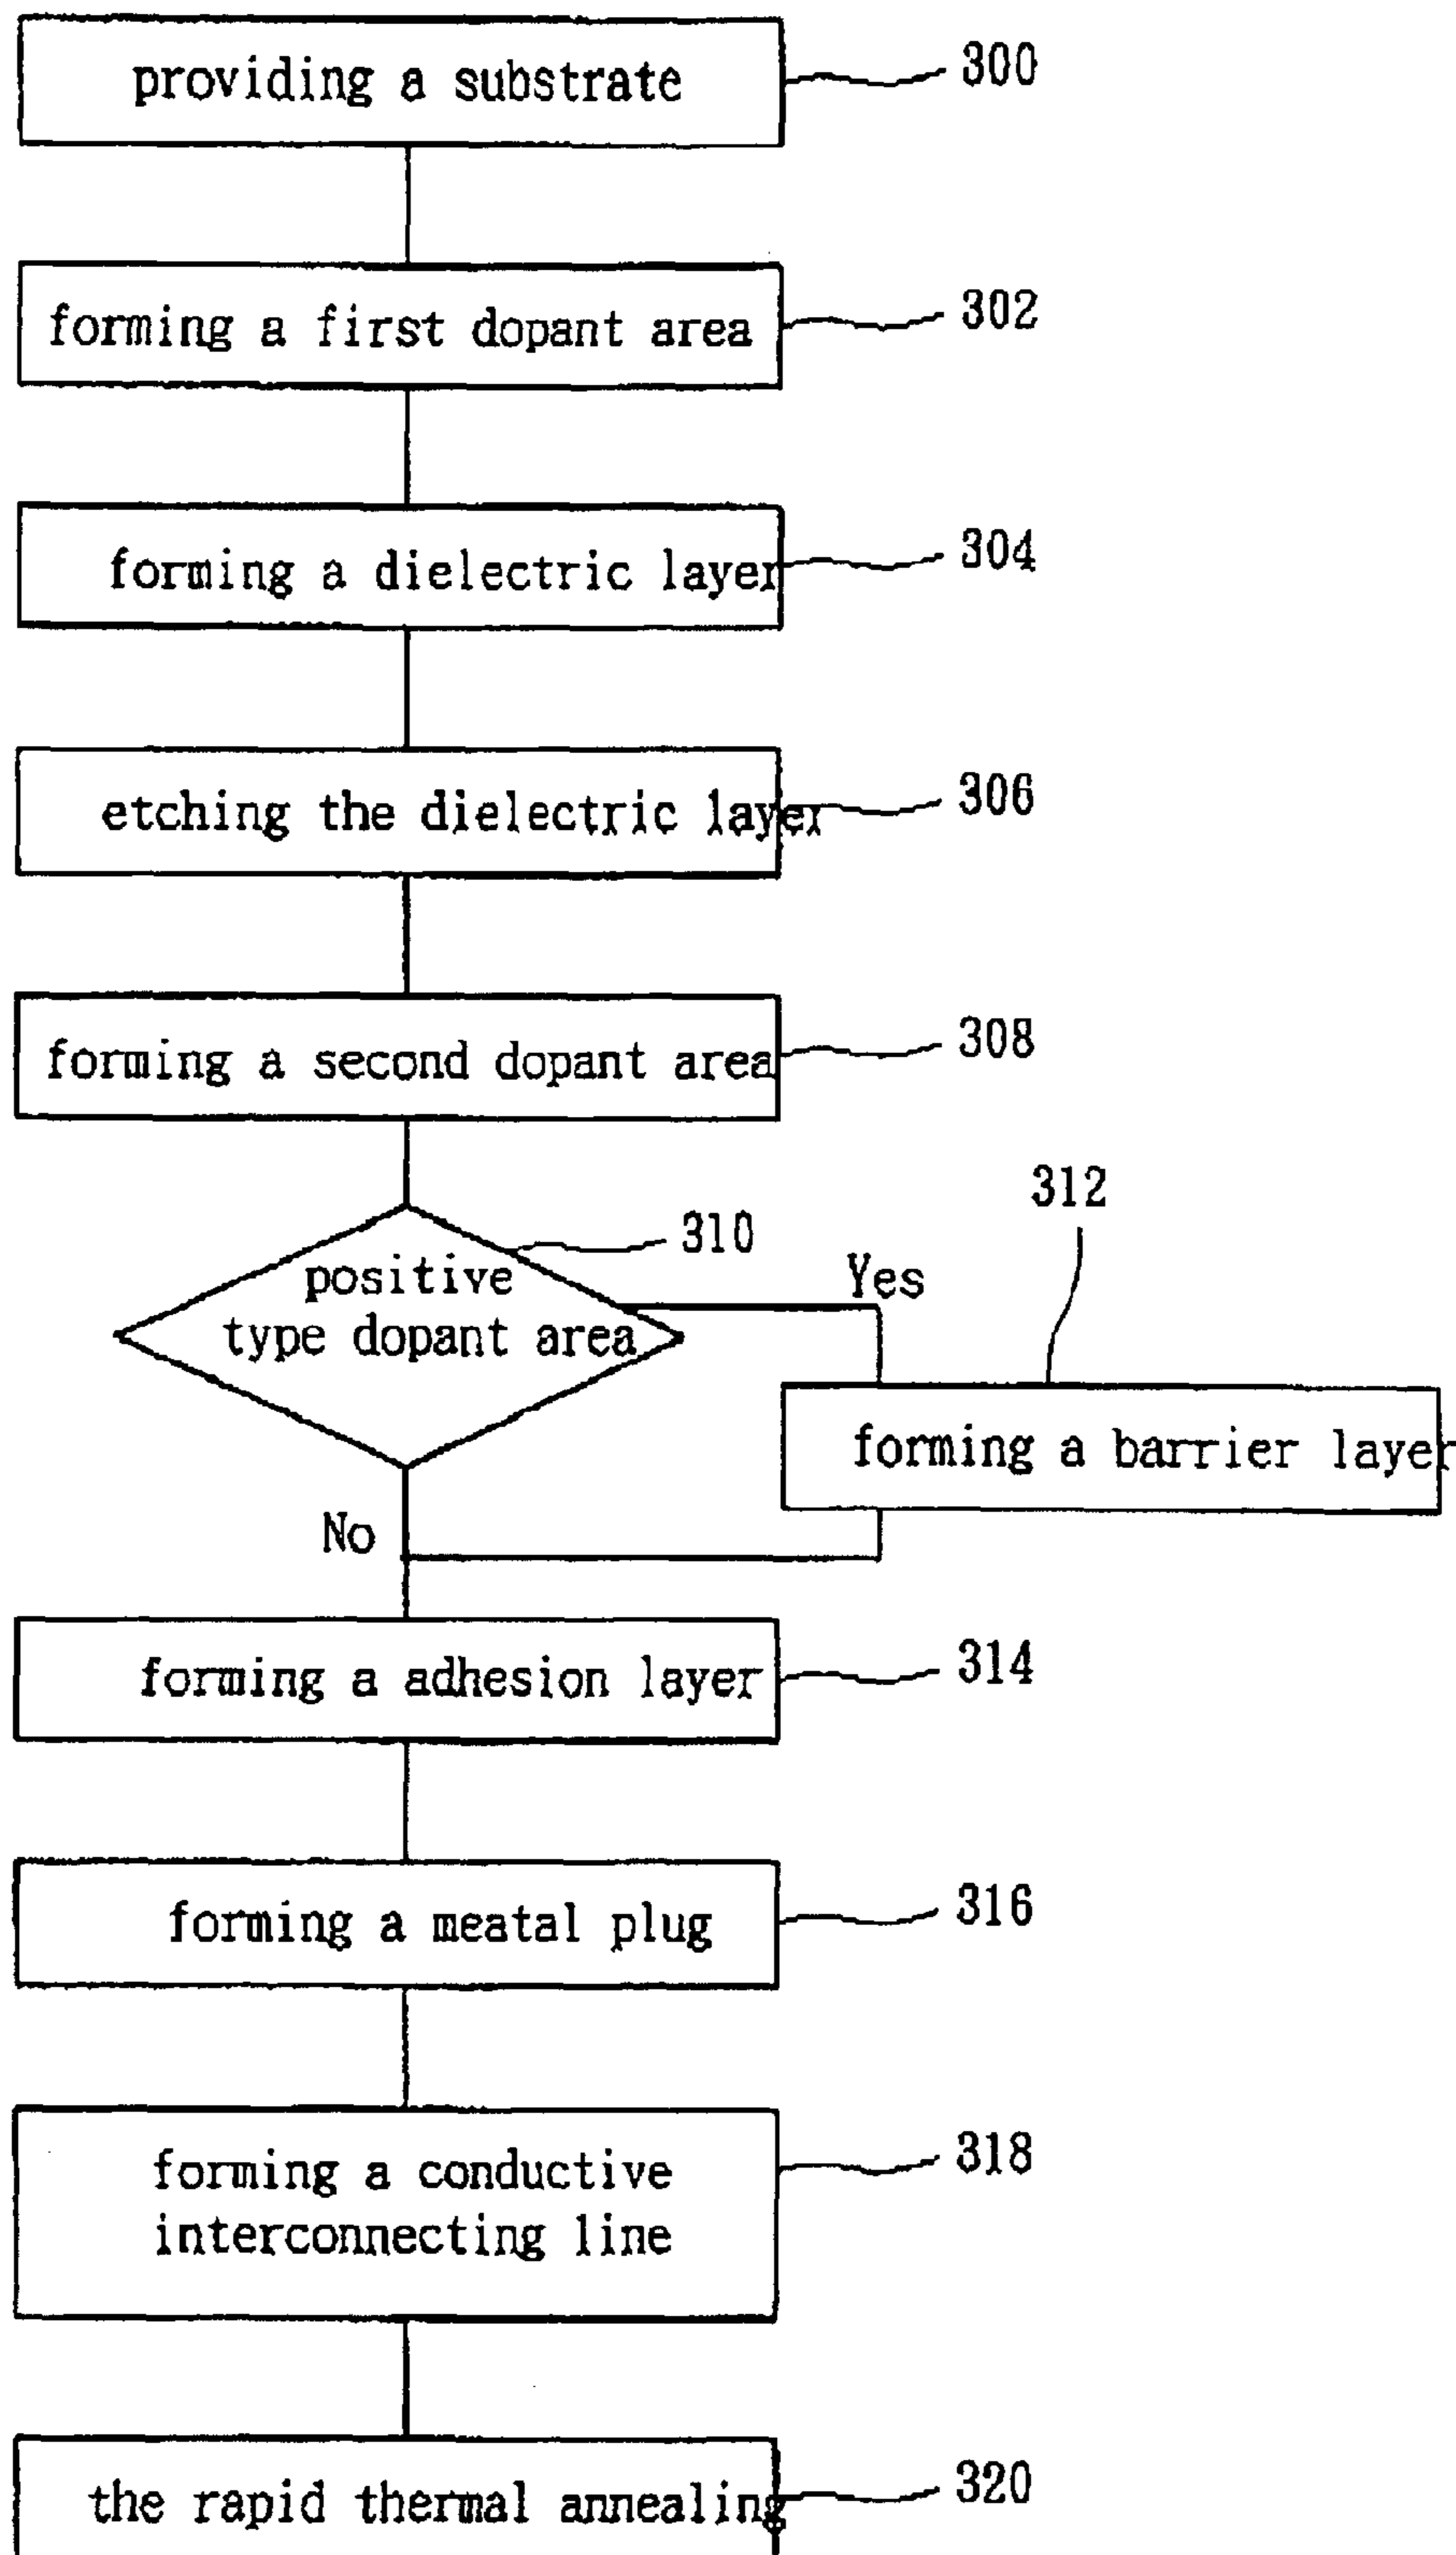 providing a substrate
300
forming a first dopant area
302
forming a dielectric layer
304
etching the dielectric layer
306
forming a second dopant area
308
310
positive
type dopant area
Yes
312
forming a barrier layer
No
forming a adhesion layer
314
forming a meatal plug
316
forming a conductive
interconnecting line
318
the rapid thermal annealing
320